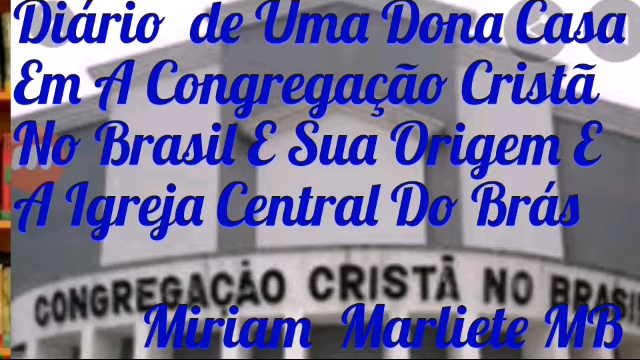 Diário de Uma Dona Casa
Em A Congregação Cristã
No Brasil E Sua Origem E
A Igreja Central Do Brás
CONGREGAÇÃO CRISTÃ NO BRASI
Miriam Marliete MB